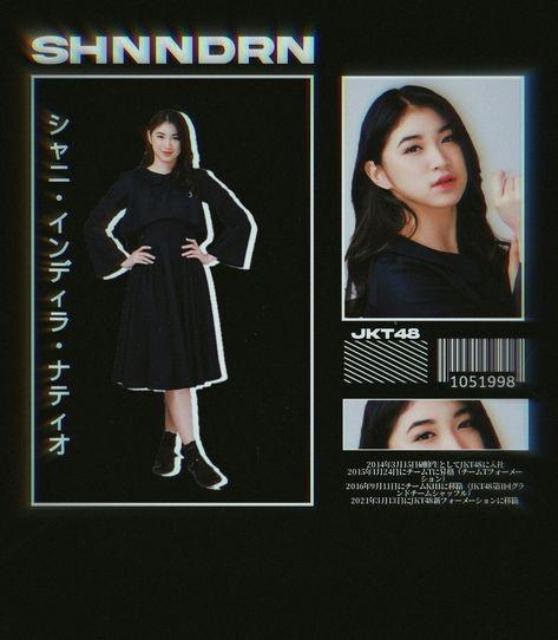 SHNNDRN
シャニ・インディラ・ナティオ
JKT48
1051998
2014年3月15日研修生としてJKT48に入社
2015年1月24日にチームTに昇格（チームTフォーメー
ション）
2016年9月11日にチームKIIIに移籍（JKT48第1回グラ
ンドチームシャッフル）
2021年3月13日にJKT48新フォーメーションに移籍